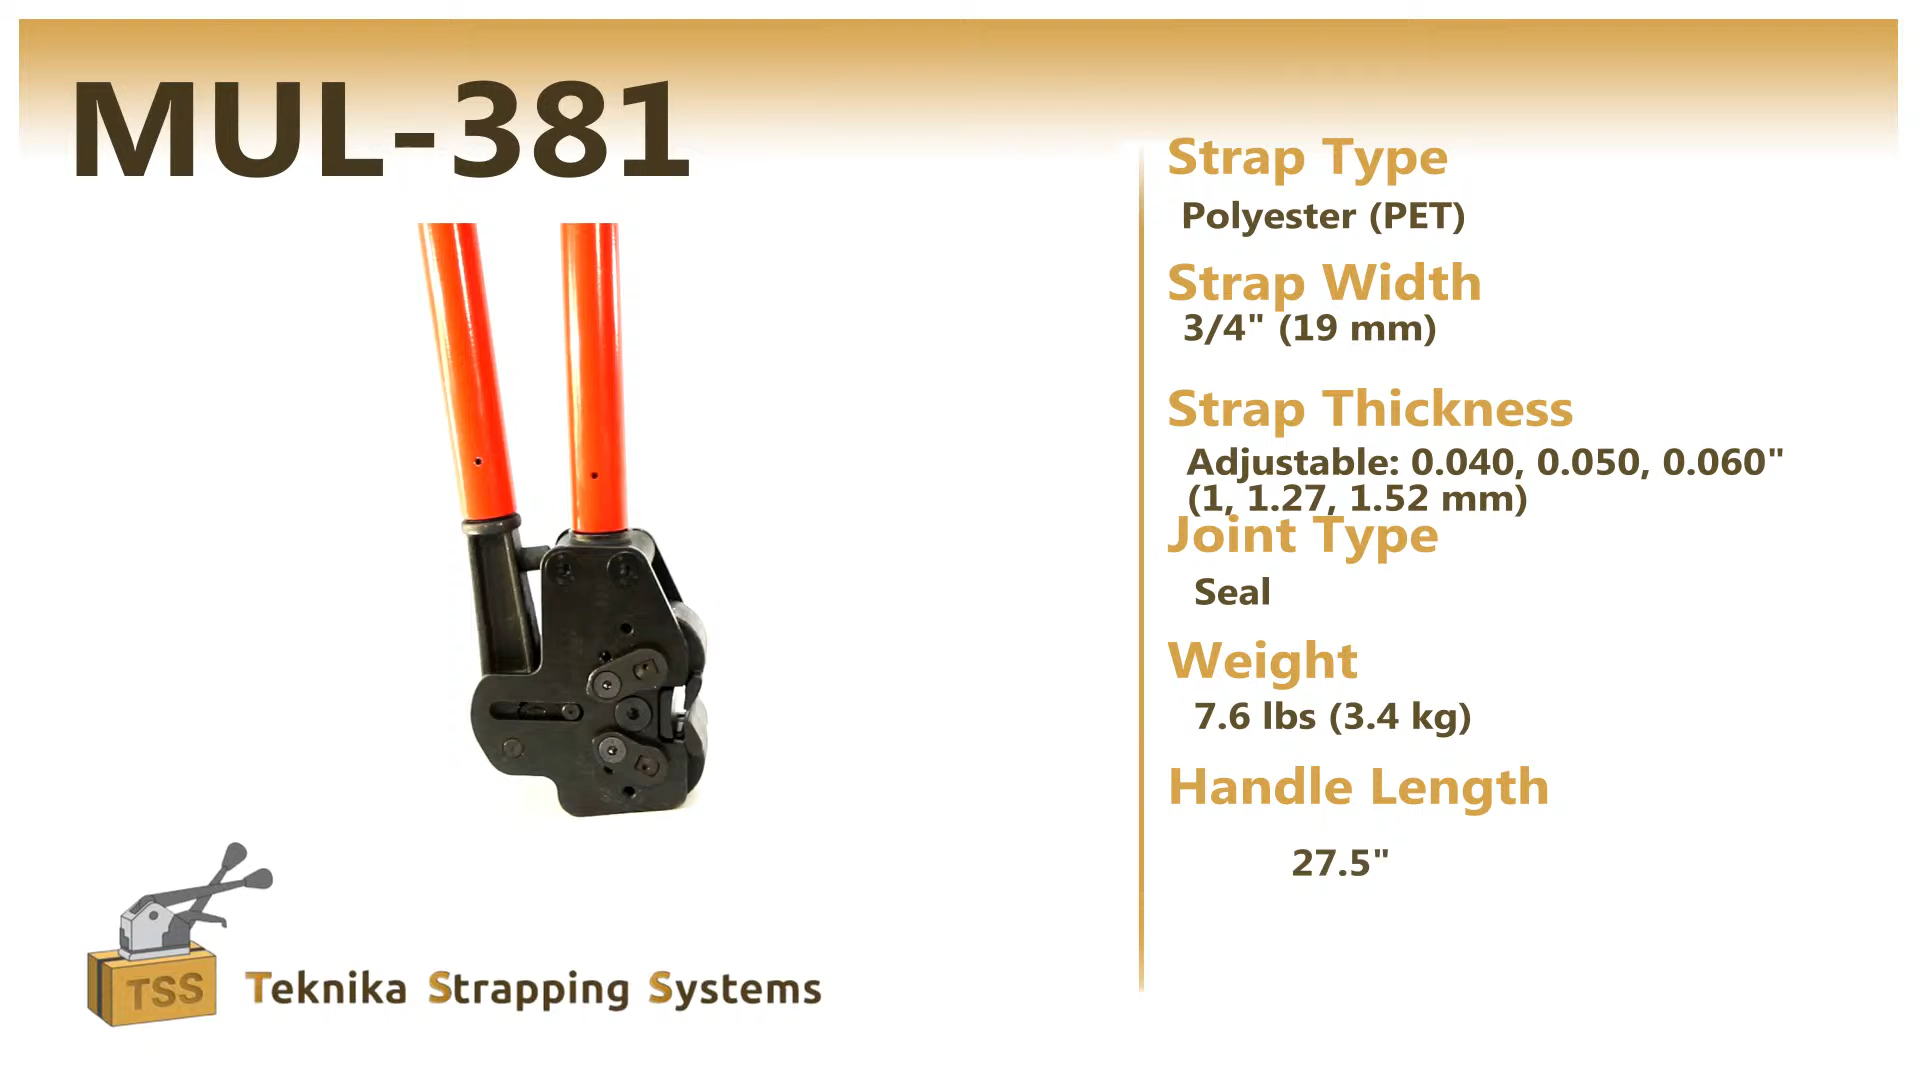 MUL-381
Strap Type
Polyester (PET)
Strap Width
3/4" (19 mm)
Strap Thickness
Adjustable: 0.040, 0.050, 0.060"
(1, 1.27, 1.52 mm)
Joint Type
Seal
Weight
7.6 lbs (3.4 kg)
Handle Length
27.5"
TSS
Teknika Strapping Systems